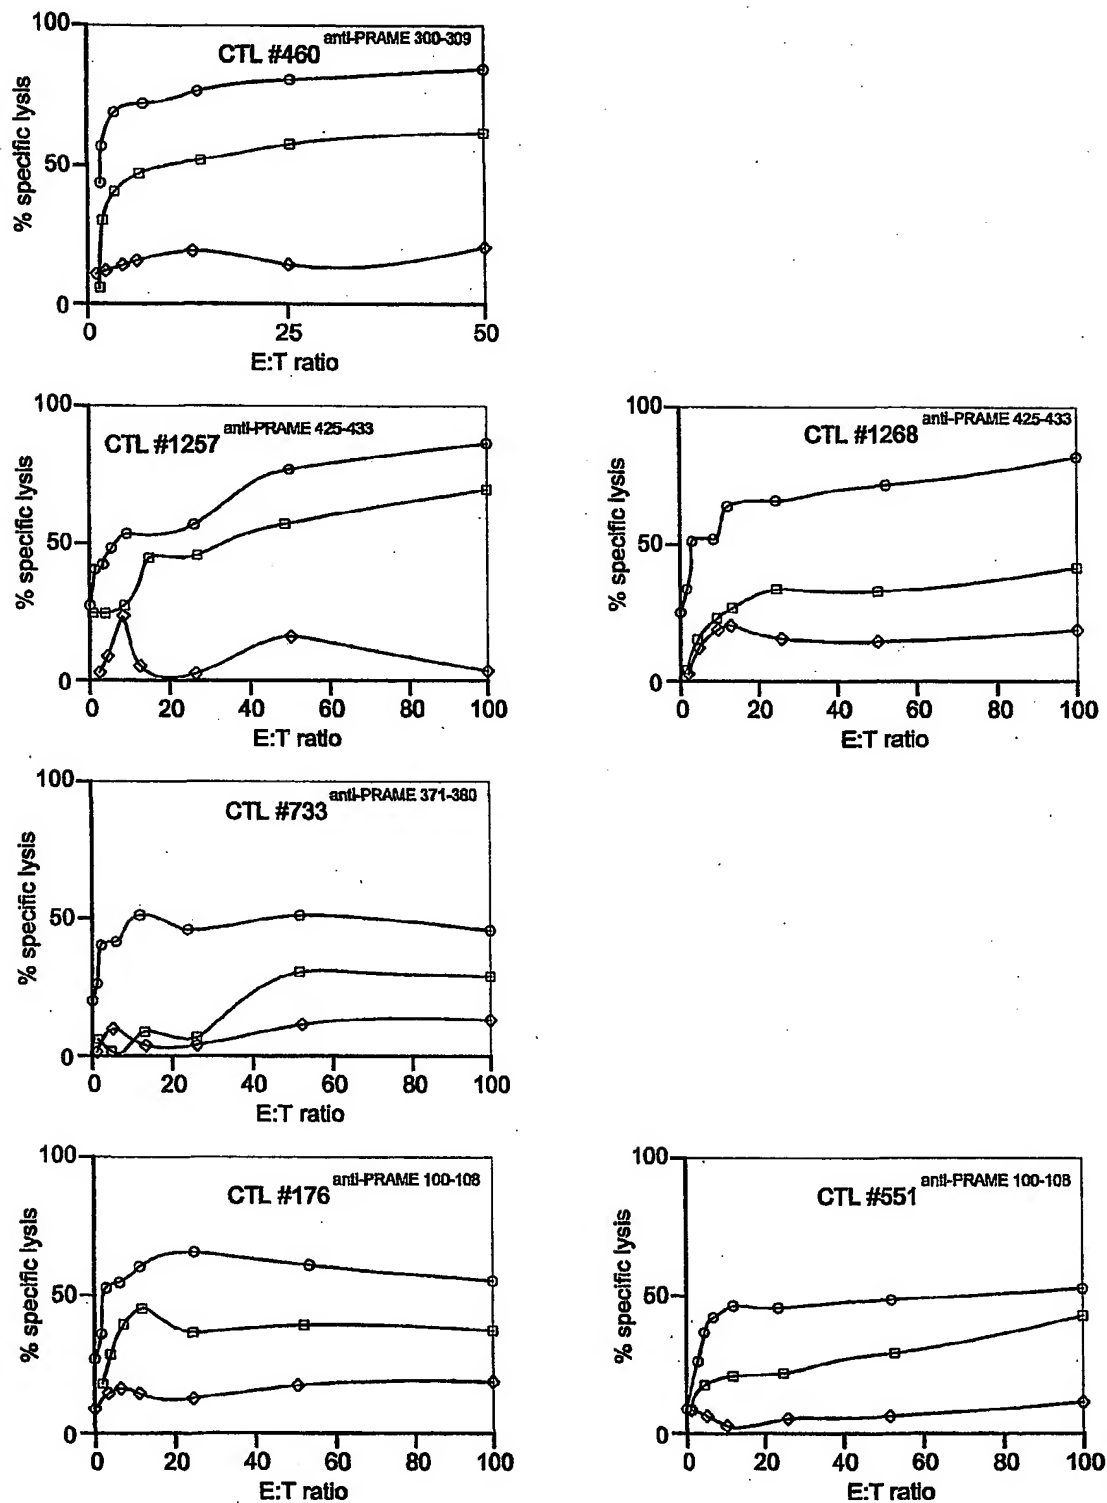 100
CTL #460 anti-PRAME 300-309
% specific lysis
50
0
0 25 50
E:T ratio
100
CTL #1257 anti-PRAME 425-433
% specific lysis
50
0
0 20 40 60 80 100
E:T ratio
100
CTL #1268 anti-PRAME 425-433
% specific lysis
50
0
0 20 40 60 80 100
E:T ratio
100
CTL #733 anti-PRAME 371-380
% specific lysis
50
0
0 20 40 60 80 100
E:T ratio
100
CTL #176 anti-PRAME 100-108
% specific lysis
50
0
0 20 40 60 80 100
E:T ratio
100
CTL #551 anti-PRAME 100-108
% specific lysis
50
0
0 20 40 60 80 100
E:T ratio